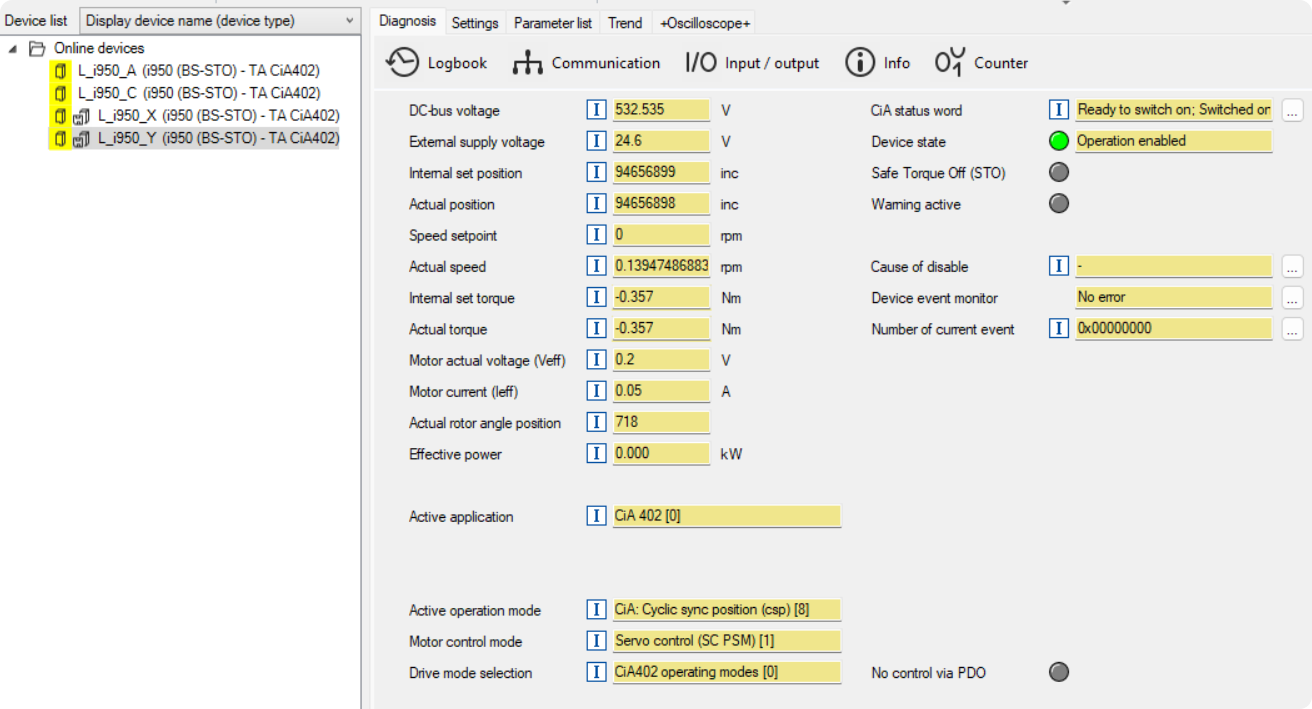 Device list Display device name (device type)
Online devices
L_i950_A (i950 (BS-STO) - TA CiA402)
L_i950_C (i950 (BS-STO) - TA CiA402)
L_i950_X (i950 (BS-STO) - TA CiA402)
L_i950_Y (i950 (BS-STO) - TA CiA402)
Diagnosis Settings Parameter list Trend +Oscilloscope+
Logbook Communication I/O Input / output Info Counter
DC-bus voltage I 532.535 V
External supply voltage I 24.6 V
Internal set position I 94656899 inc
Actual position I 94656898 inc
Speed setpoint I 0 rpm
Actual speed I 0.13947486883 rpm
Internal set torque I -0.357 Nm
Actual torque I -0.357 Nm
Motor actual voltage (Veff) I 0.2 V
Motor current (Ieff) I 0.05 A
Actual rotor angle position I 718
Effective power I 0.000 kW
Active application I CiA 402 [0]
Active operation mode I CiA: Cyclic sync position (csp) [8]
Motor control mode I Servo control (SC PSM) [1]
Drive mode selection I CiA402 operating modes [0]
CiA status word I Ready to switch on; Switched on ...
Device state Operation enabled
Safe Torque Off (STO)
Warning active
Cause of disable I - ...
Device event monitor No error ...
Number of current event I 0x00000000 ...
No control via PDO